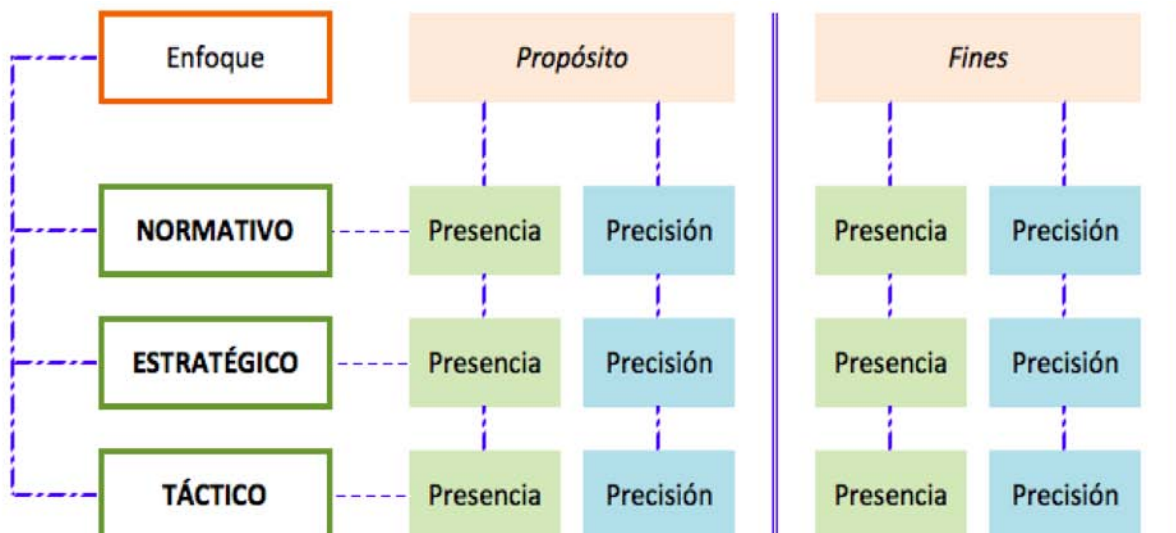 Enfoque Propósito Fines
NORMATIVO Presencia Precisión Presencia Precisión
ESTRATÉGICO Presencia Precisión Presencia Precisión
TÁCTICO Presencia Precisión Presencia Precisión